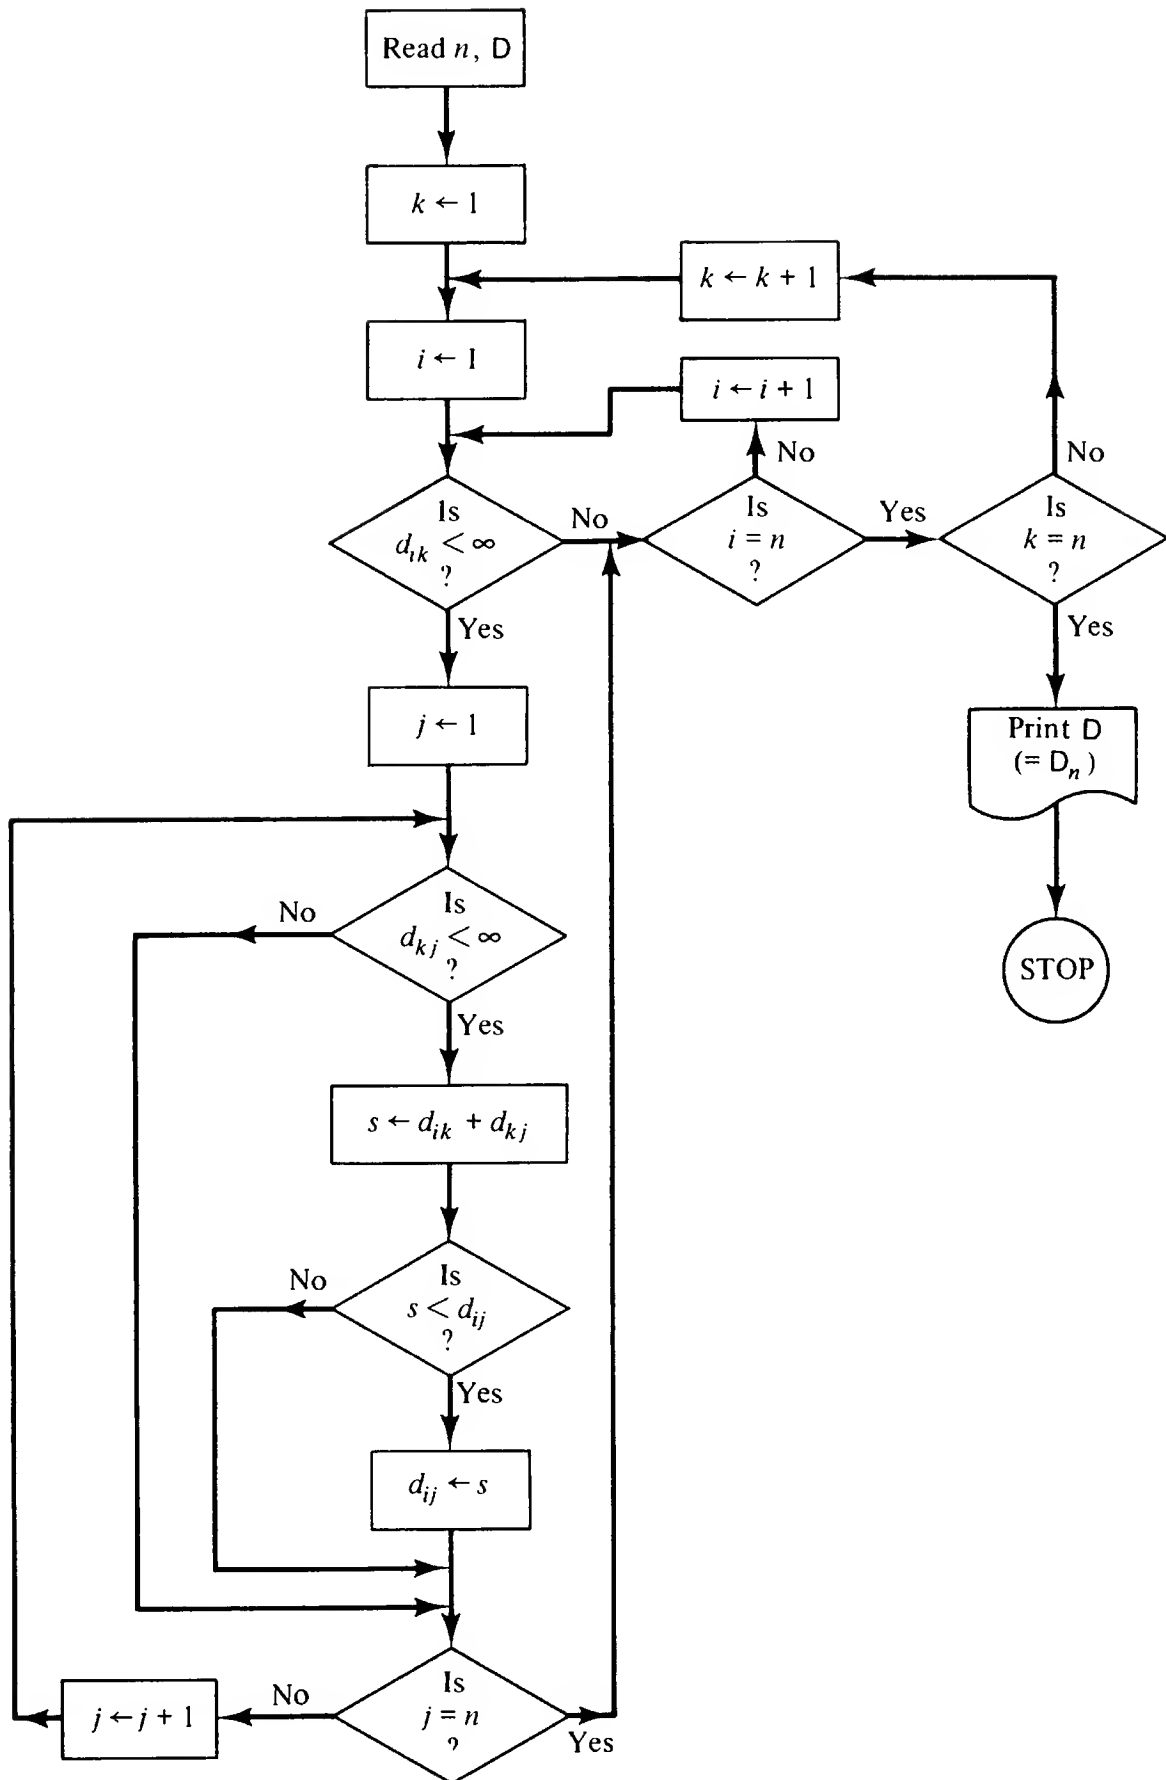 Read n, D
k ← 1
k ← k + 1
i ← 1
i ← i + 1
No
No
Is
d_ik < ∞
?
No
Is
i = n
?
Yes
Is
k = n
?
Yes
Yes
j ← 1
Print D
(= D_n)
No
Is
d_kj < ∞
?
STOP
Yes
s ← d_ik + d_kj
No
Is
s < d_ij
?
Yes
d_ij ← s
j ← j + 1
No
Is
j = n
?
Yes